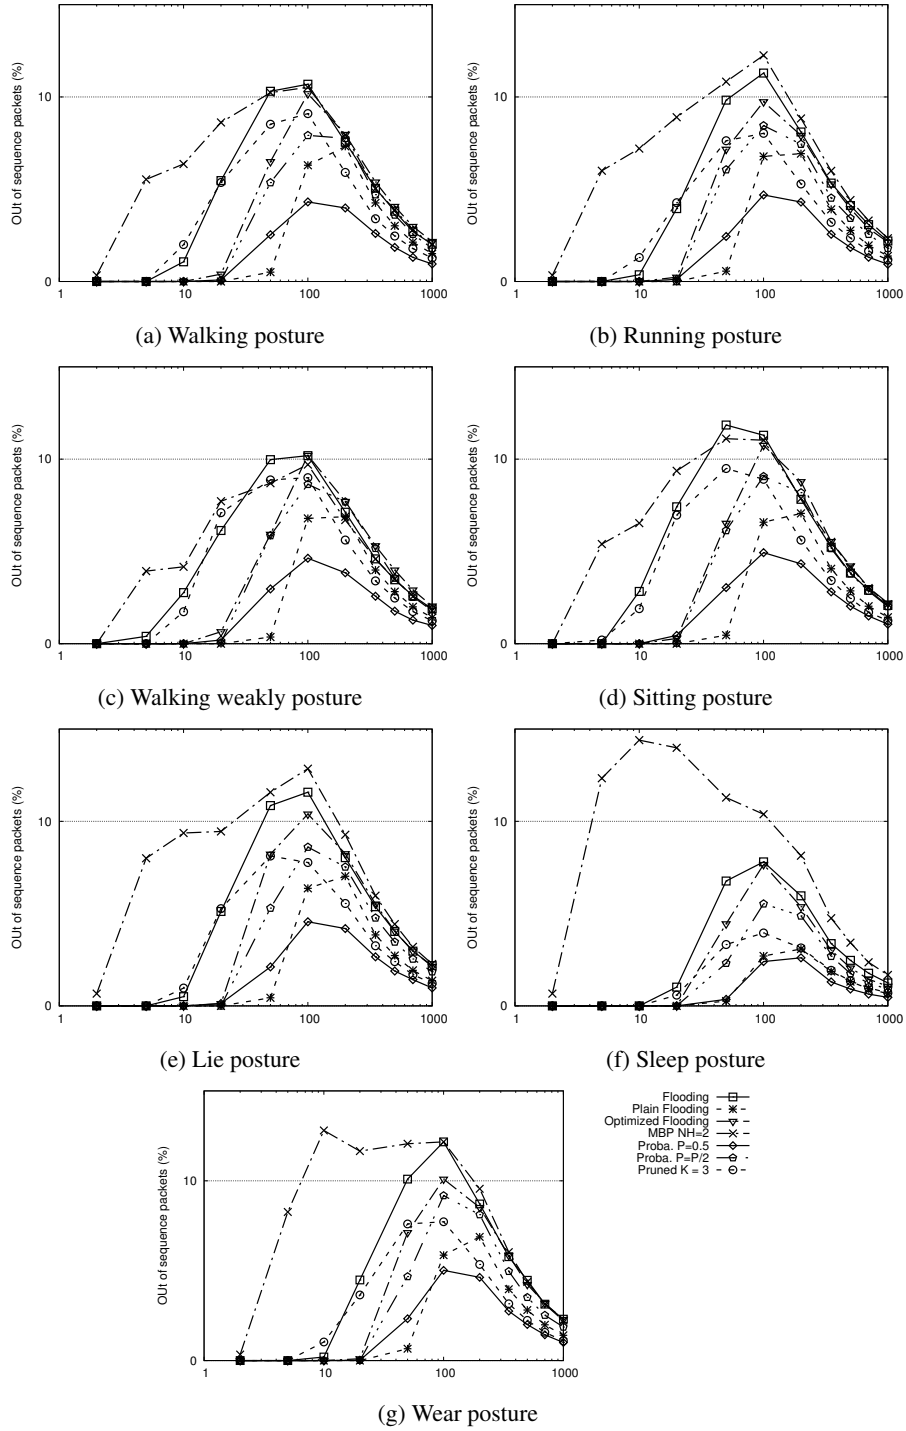 OUt of sequence packets (%)
10
0
1 10 100 1000
(a) Walking posture
OUt of sequence packets (%)
10
0
1 10 100 1000
(b) Running posture
OUt of sequence packets (%)
10
0
1 10 100 1000
(c) Walking weakly posture
OUt of sequence packets (%)
10
0
1 10 100 1000
(d) Sitting posture
OUt of sequence packets (%)
10
0
1 10 100 1000
(e) Lie posture
OUt of sequence packets (%)
10
0
1 10 100 1000
(f) Sleep posture
OUt of sequence packets (%)
10
0
1 10 100 1000
(g) Wear posture
Flooding
Plain Flooding
Optimized Flooding
MBP NH=2
Proba. P=0.5
Proba. P=P/2
Pruned K = 3